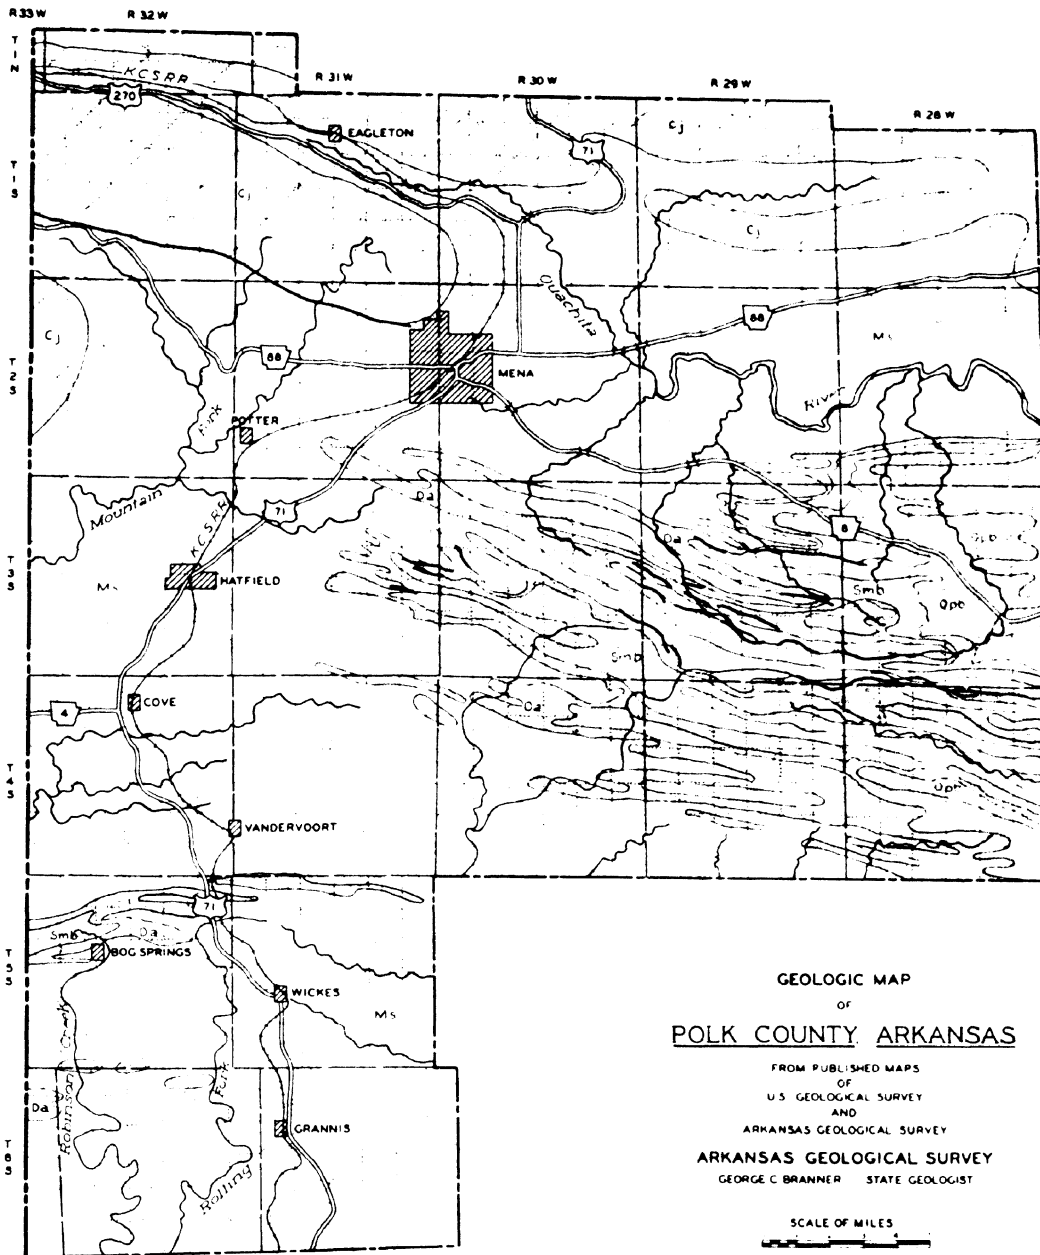 R 33 W
R 32 W
T 1 N
KCSRR
270
R 31 W
R 30 W
R 29 W
R 28 W
EAGLETON
71
Cj
T 1 S
Cj
Cj
Ouachita
88
Cj
Ms
T 2 S
88
MENA
River
Fork
POTTER
Mountain
KCSRR
71
Da
8
Da
T 3 S
Ms
HATFIELD
Smb
Opb
Smb
4
COVE
Da
T 4 S
VANDERVOORT
71
Smb
Da
BOG SPRINGS
T 5 S
WICKES
Ms
Robinson Creek
Fork
Da
GRANNIS
T 6 S
Rolling
GEOLOGIC MAP
OF
POLK COUNTY, ARKANSAS
FROM PUBLISHED MAPS
OF
U.S. GEOLOGICAL SURVEY
AND
ARKANSAS GEOLOGICAL SURVEY
ARKANSAS GEOLOGICAL SURVEY
GEORGE C BRANNER STATE GEOLOGIST
SCALE OF MILES